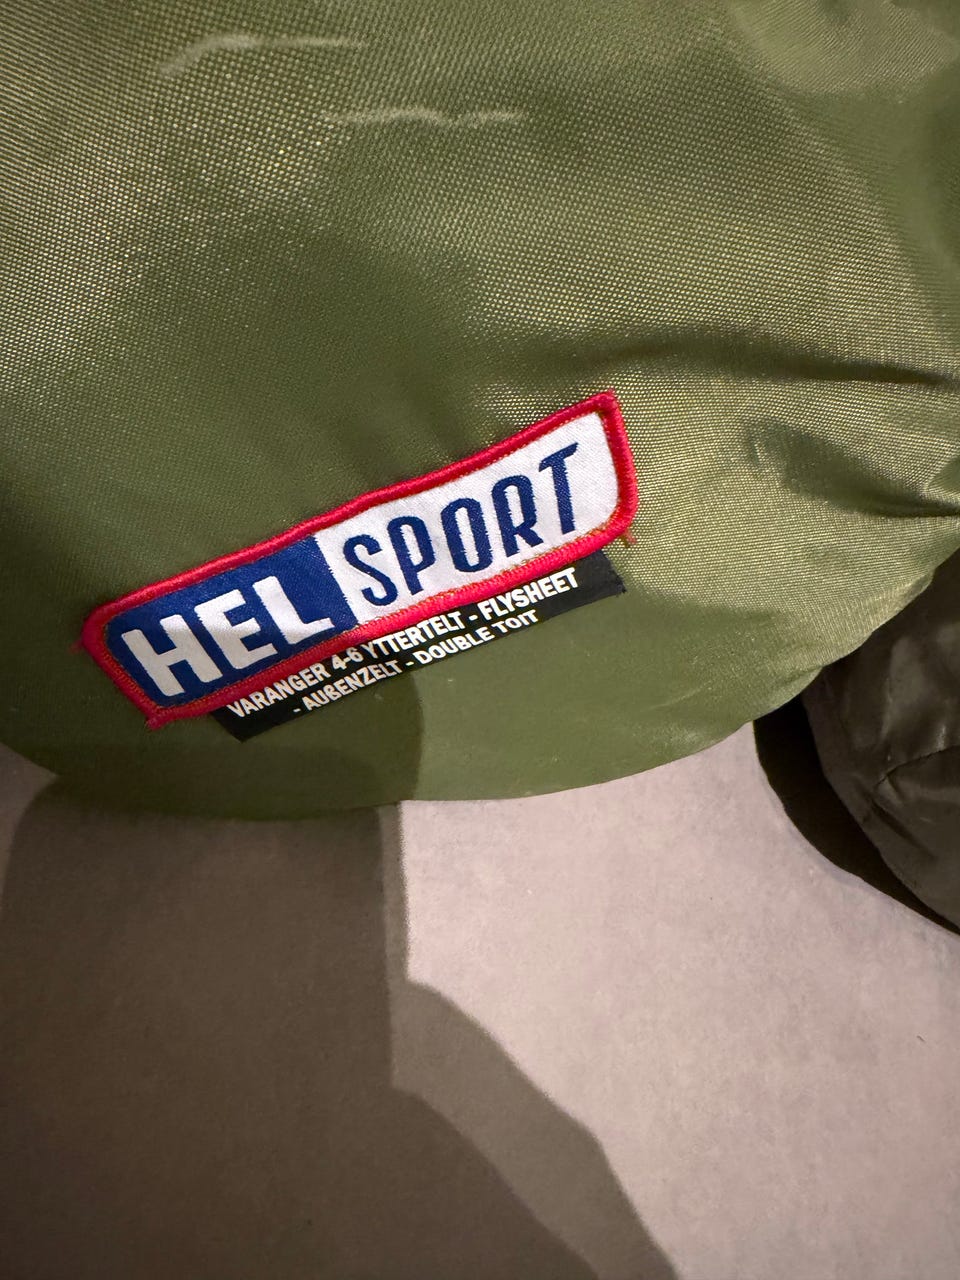 HEL SPORT
VARANGER 4-6 YTTERTELT - FLYSHEET
- AUßENZELT - DOUBLE TOIT